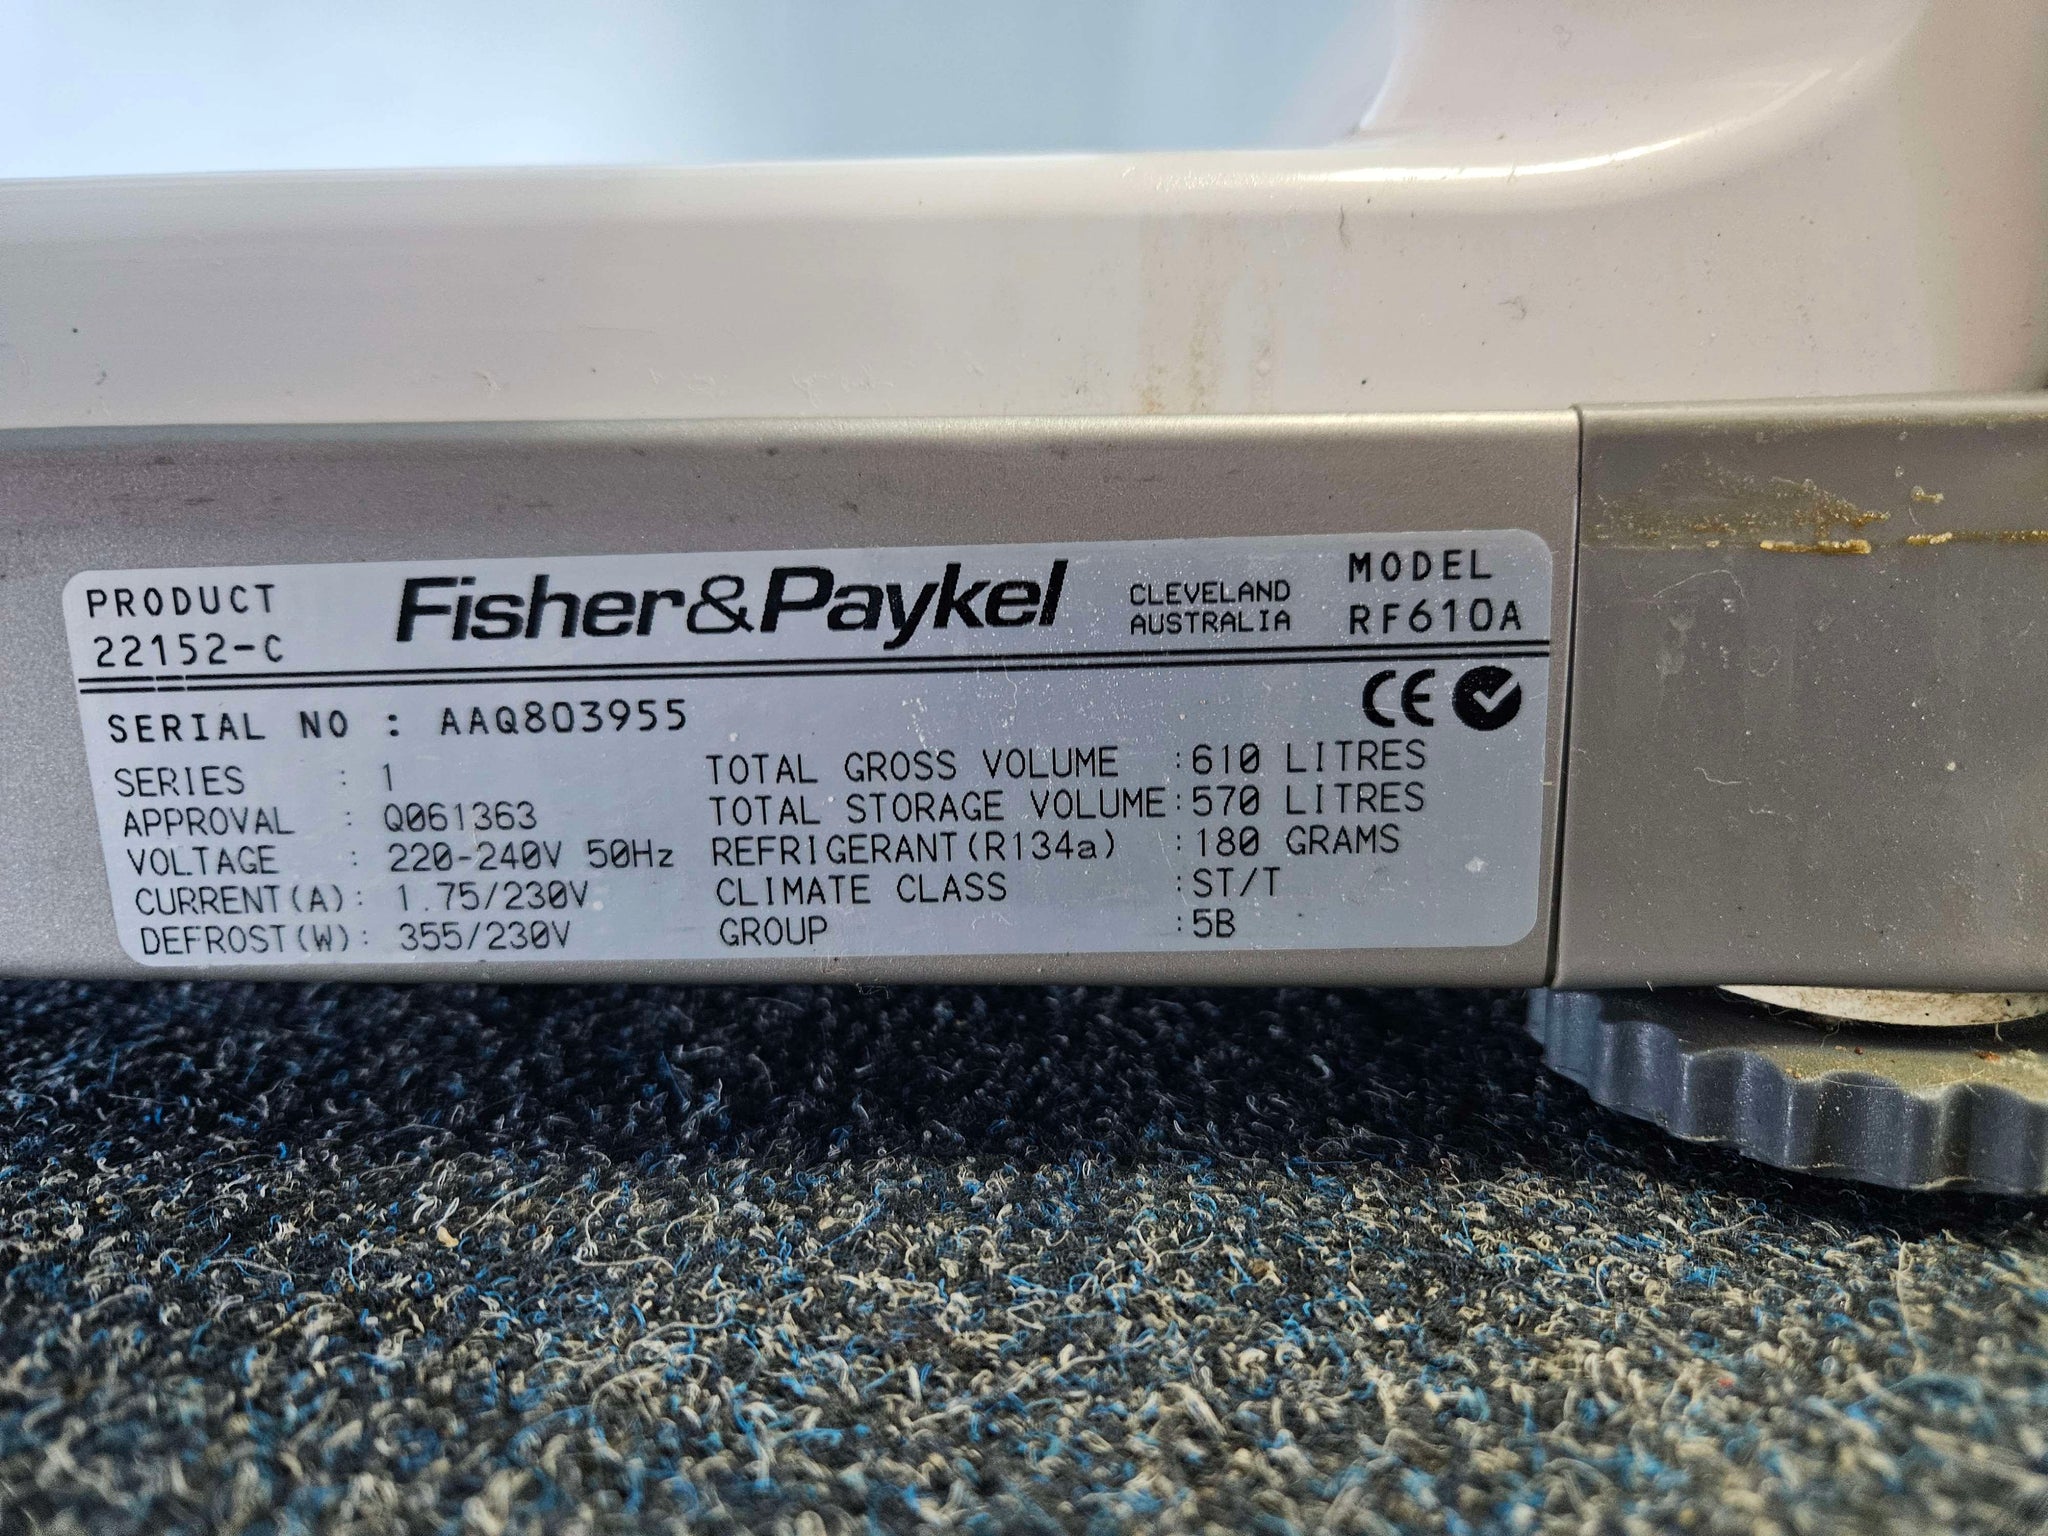 PRODUCT
22152-C
Fisher&Paykel
CLEVELAND
AUSTRALIA
MODEL
RF610A
SERIAL NO : AAQ803955
CE
SERIES : 1
APPROVAL : Q061363
VOLTAGE : 220-240V 50Hz
CURRENT(A): 1.75/230V
DEFROST(W): 355/230V
TOTAL GROSS VOLUME :610 LITRES
TOTAL STORAGE VOLUME:570 LITRES
REFRIGERANT(R134a) :180 GRAMS
CLIMATE CLASS :ST/T
GROUP :5B